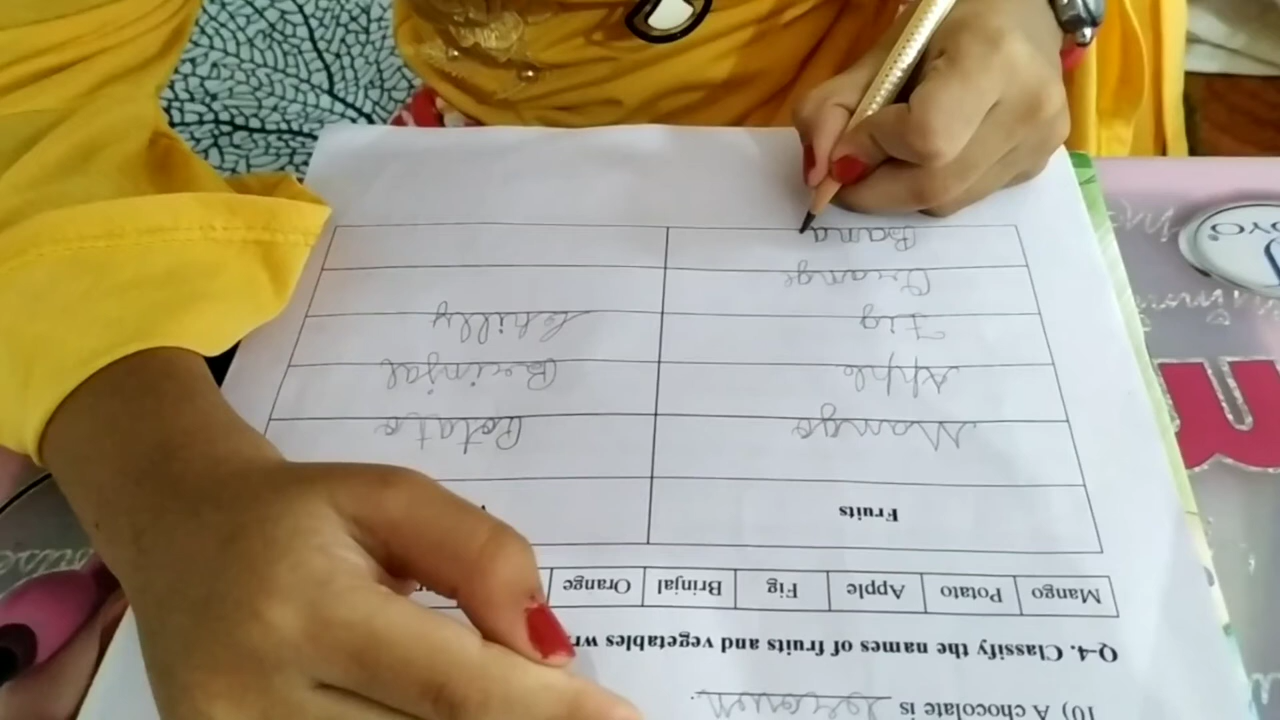 10) A chocolate is
Q-4. Classify the names of fruits and vegetables
Mango Potato Apple Fig Brinjal Orange
Fruits
Mango Potato
Apple Brinjal
Fig Chilly
Orange
Bana